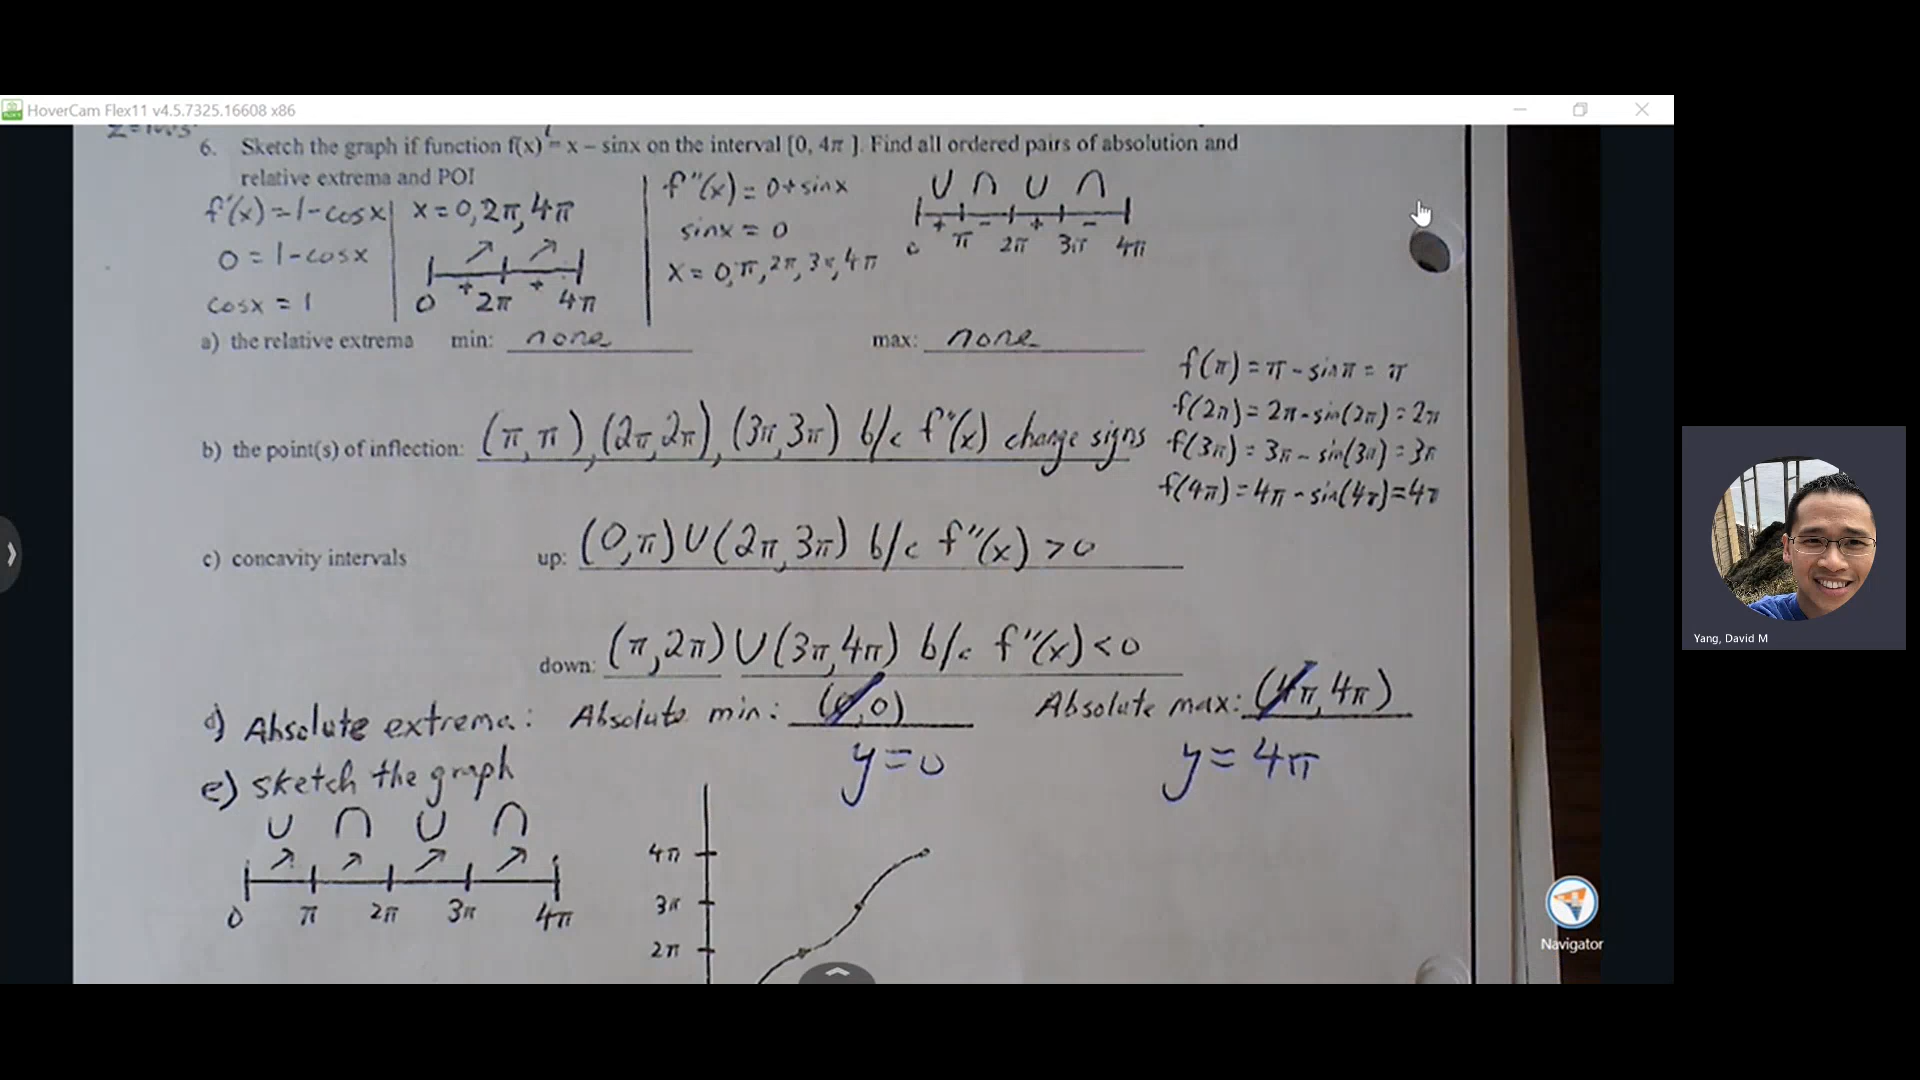 HoverCam Flex11 v4.5.7325.16608 x86
6. Sketch the graph if function f(x) = x – sinx on the interval [0, 4π ]. Find all ordered pairs of absolution and
relative extrema and POI
f'(x)=1-cosx
0 = 1-cosx
cosx = 1
x = 0, 2π, 4π
+ +
0 2π 4π
f"(x) = 0+sinx
sinx = 0
x = 0, π, 2π, 3π, 4π
∪ ∩ ∪ ∩
+ - + -
0 π 2π 3π 4π
a) the relative extrema min: none max: none
f(π) = π - sinπ = π
f(2π) = 2π-sin(2π) = 2π
f(3π) = 3π - sin(3π) = 3π
f(4π) = 4π - sin(4π) = 4π
b) the point(s) of inflection: (π, π), (2π, 2π), (3π, 3π) b/c f"(x) change signs
c) concavity intervals up: (0, π) ∪ (2π, 3π) b/c f"(x) > 0
down: (π, 2π) ∪ (3π, 4π) b/c f"(x) < 0
d) Absolute extrema: Absolute min: (0, 0) Absolute max: (4π, 4π)
y = 0 y = 4π
e) sketch the graph
∪ ∩ ∪ ∩
0 π 2π 3π 4π
4π
3π
2π
Yang, David M
Navigator